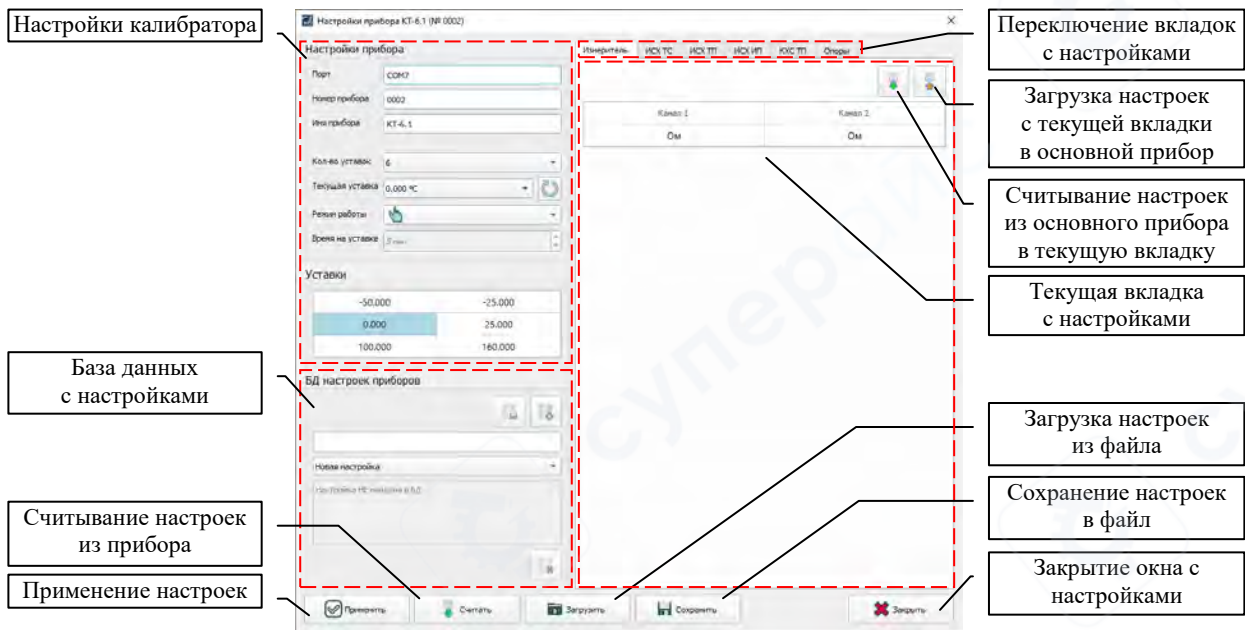 Настройки калибратора
База данных
с настройками
Считывание настроек
из прибора
Применение настроек
Настройки прибора КТ-6.1 (№ 0002)
Настройки прибора
Порт
COM7
Номер прибора
0002
Имя прибора
КТ-6.1
Кол-во уставок
6
Текущая уставка
0.000 °C
Режим работы
Время на уставке
Уставки
-50.000 -25.000
0.000 25.000
100.000 160.000
БД настроек приборов
Новая настройка
Настройка НЕ найдена в БД
Применить
Считать
Загрузить
Сохранить
Закрыть
Измеритель ИСХ ТС ИСХ ТП ИСХ ИП КХС ТП Опоры
Канал 1 Канал 2
Ом Ом
Переключение вкладок
с настройками
Загрузка настроек
с текущей вкладки
в основной прибор
Считывание настроек
из основного прибора
в текущую вкладку
Текущая вкладка
с настройками
Загрузка настроек
из файла
Сохранение настроек
в файл
Закрытие окна с
настройками